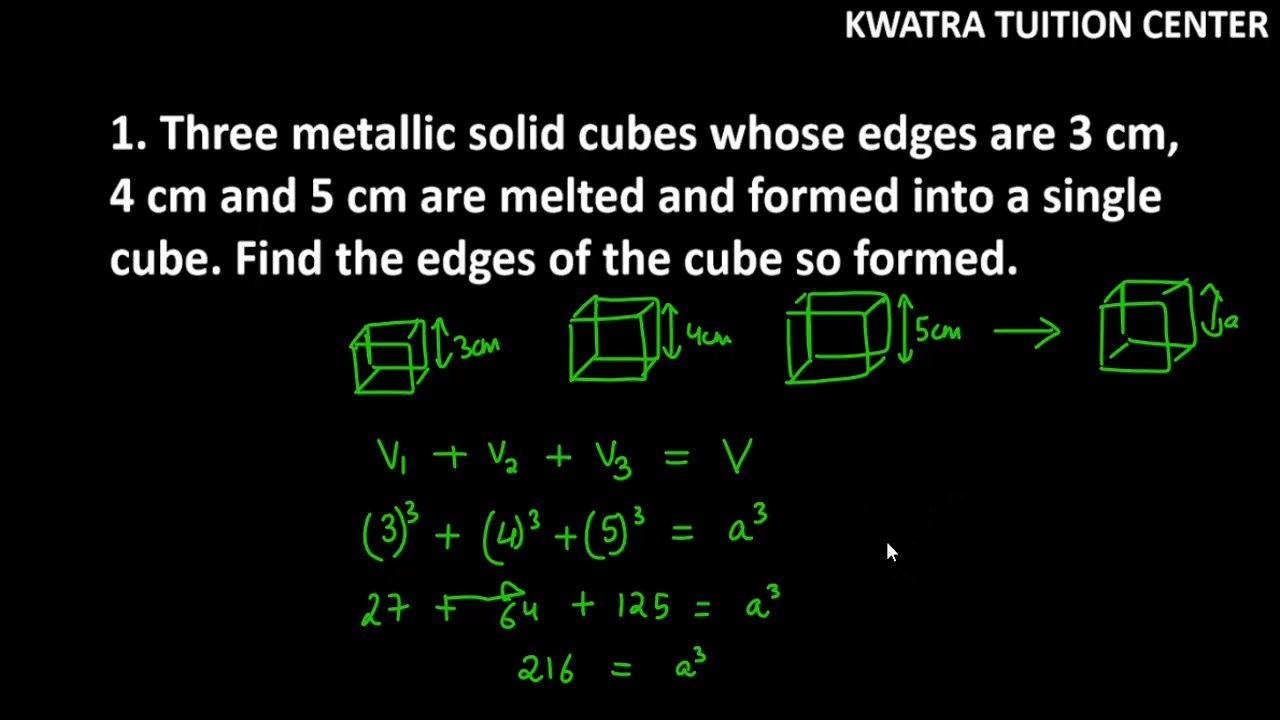 KWATRA TUITION CENTER
1. Three metallic solid cubes whose edges are 3 cm,
4 cm and 5 cm are melted and formed into a single
cube. Find the edges of the cube so formed.
3cm 4cm 5cm → a
V₁ + V₂ + V₃ = V
(3)³ + (4)³ + (5)³ = a³
27 + 64 + 125 = a³
216 = a³